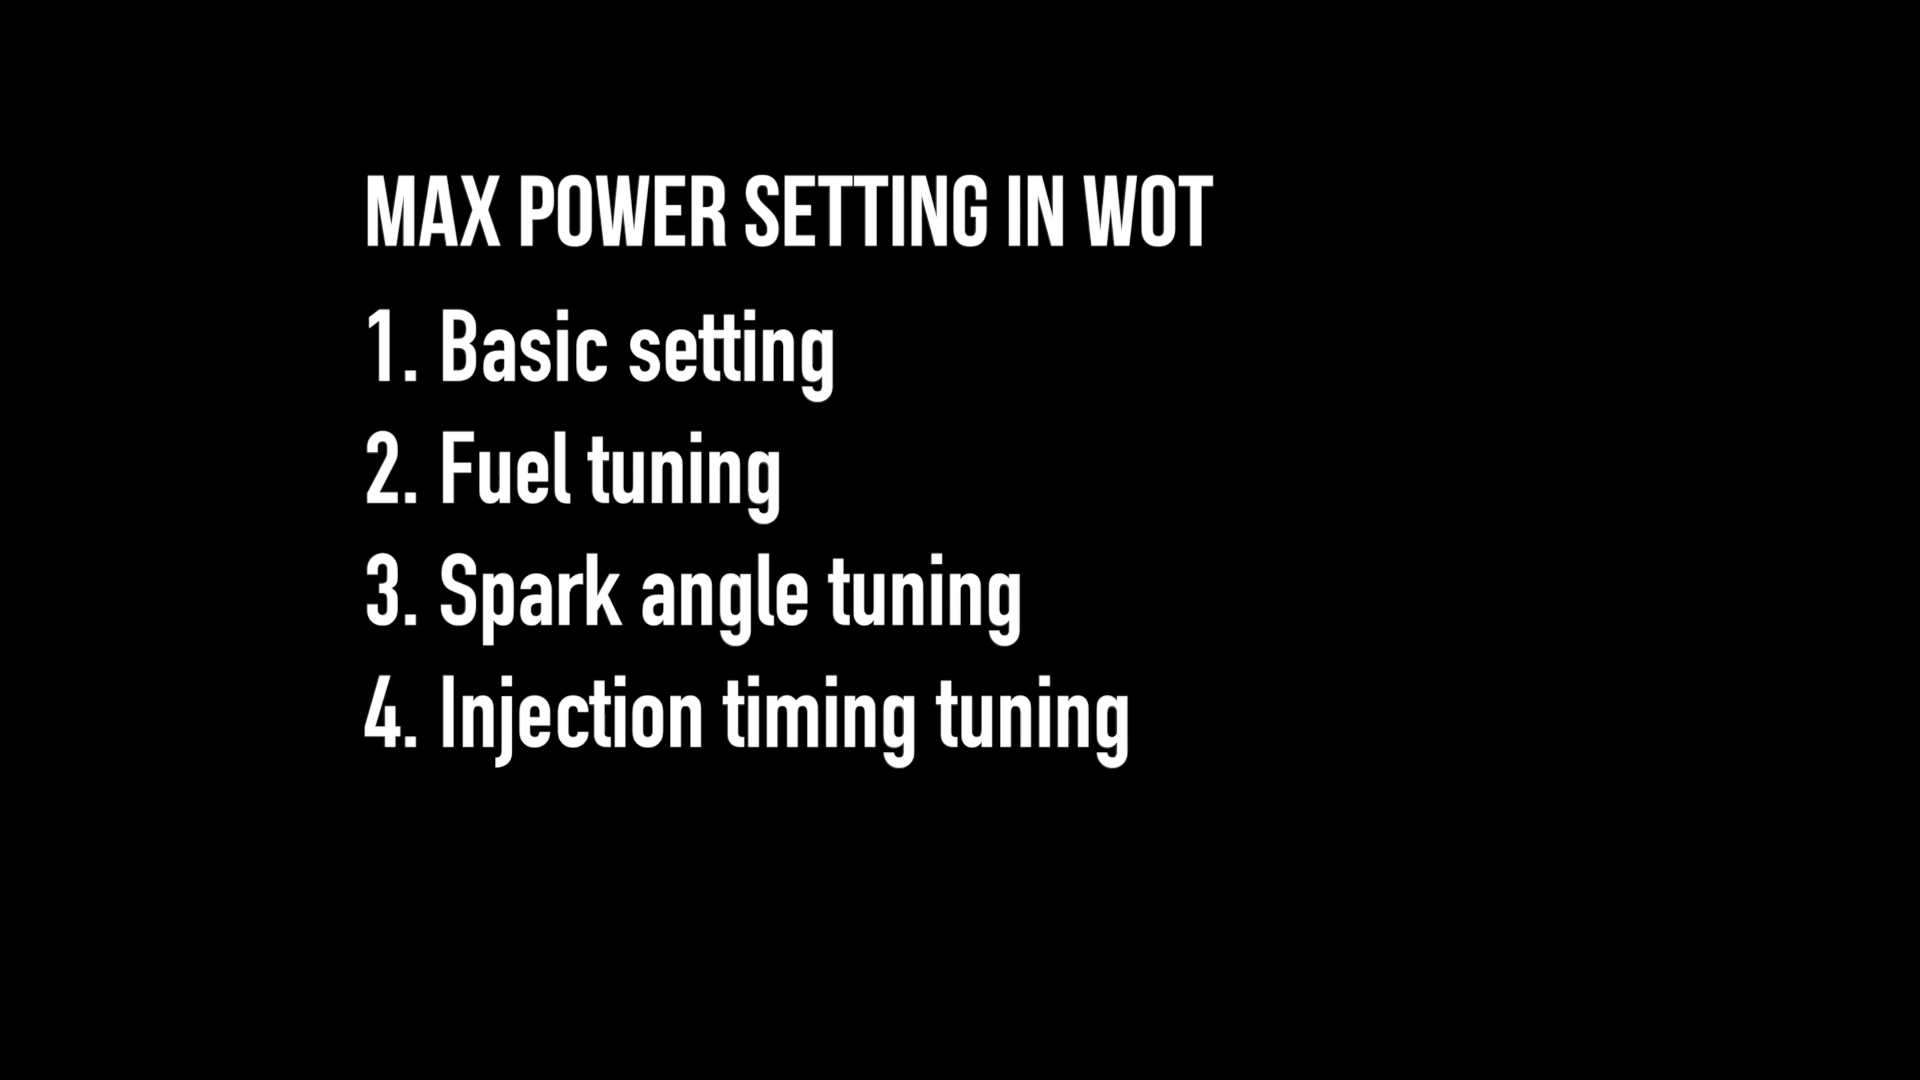 MAX POWER SETTING IN WOT
1. Basic setting
2. Fuel tuning
3. Spark angle tuning
4. Injection timing tuning